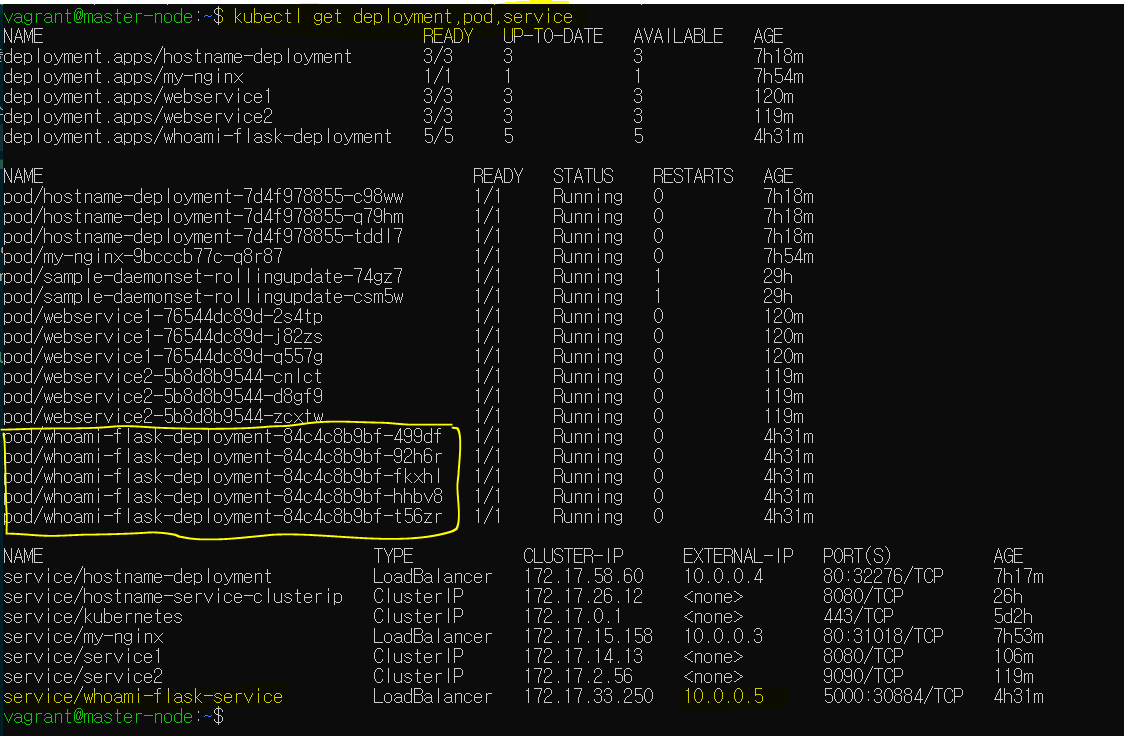 vagrant@master-node:~$ kubectl get deployment,pod,service
NAME READY UP-TO-DATE AVAILABLE AGE
deployment.apps/hostname-deployment 3/3 3 3 7h18m
deployment.apps/my-nginx 1/1 1 1 7h54m
deployment.apps/webservice1 3/3 3 3 120m
deployment.apps/webservice2 3/3 3 3 119m
deployment.apps/whoami-flask-deployment 5/5 5 5 4h31m
NAME READY STATUS RESTARTS AGE
pod/hostname-deployment-7d4f978855-c98ww 1/1 Running 0 7h18m
pod/hostname-deployment-7d4f978855-q79hm 1/1 Running 0 7h18m
pod/hostname-deployment-7d4f978855-tddl7 1/1 Running 0 7h18m
pod/my-nginx-9bcccb77c-q8r87 1/1 Running 0 7h54m
pod/sample-daemonset-rollingupdate-74gz7 1/1 Running 1 29h
pod/sample-daemonset-rollingupdate-csm5w 1/1 Running 1 29h
pod/webservice1-76544dc89d-2s4tp 1/1 Running 0 120m
pod/webservice1-76544dc89d-j82zs 1/1 Running 0 120m
pod/webservice1-76544dc89d-q557g 1/1 Running 0 120m
pod/webservice2-5b8d8b9544-cnlct 1/1 Running 0 119m
pod/webservice2-5b8d8b9544-d8gf9 1/1 Running 0 119m
pod/webservice2-5b8d8b9544-zcxtw 1/1 Running 0 119m
pod/whoami-flask-deployment-84c4c8b9bf-499df 1/1 Running 0 4h31m
pod/whoami-flask-deployment-84c4c8b9bf-92h6r 1/1 Running 0 4h31m
pod/whoami-flask-deployment-84c4c8b9bf-fkxhl 1/1 Running 0 4h31m
pod/whoami-flask-deployment-84c4c8b9bf-hhbv8 1/1 Running 0 4h31m
pod/whoami-flask-deployment-84c4c8b9bf-t56zr 1/1 Running 0 4h31m
NAME TYPE CLUSTER-IP EXTERNAL-IP PORT(S) AGE
service/hostname-deployment LoadBalancer 172.17.58.60 10.0.0.4 80:32276/TCP 7h17m
service/hostname-service-clusterip ClusterIP 172.17.26.12 <none> 8080/TCP 26h
service/kubernetes ClusterIP 172.17.0.1 <none> 443/TCP 5d2h
service/my-nginx LoadBalancer 172.17.15.158 10.0.0.3 80:31018/TCP 7h53m
service/service1 ClusterIP 172.17.14.13 <none> 8080/TCP 106m
service/service2 ClusterIP 172.17.2.56 <none> 9090/TCP 119m
service/whoami-flask-service LoadBalancer 172.17.33.250 10.0.0.5 5000:30884/TCP 4h31m
vagrant@master-node:~$